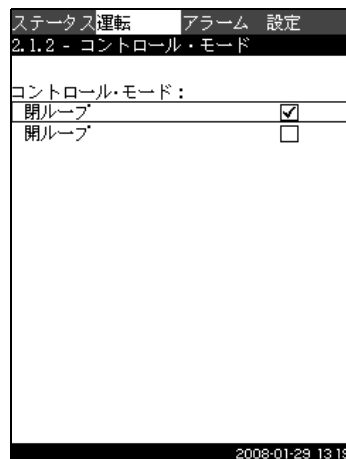 ステータス 運転 アラーム 設定
2.1.2 - コントロール・モード
コントロール・モード：
閉ループ
開ループ
2008-01-29 13:19